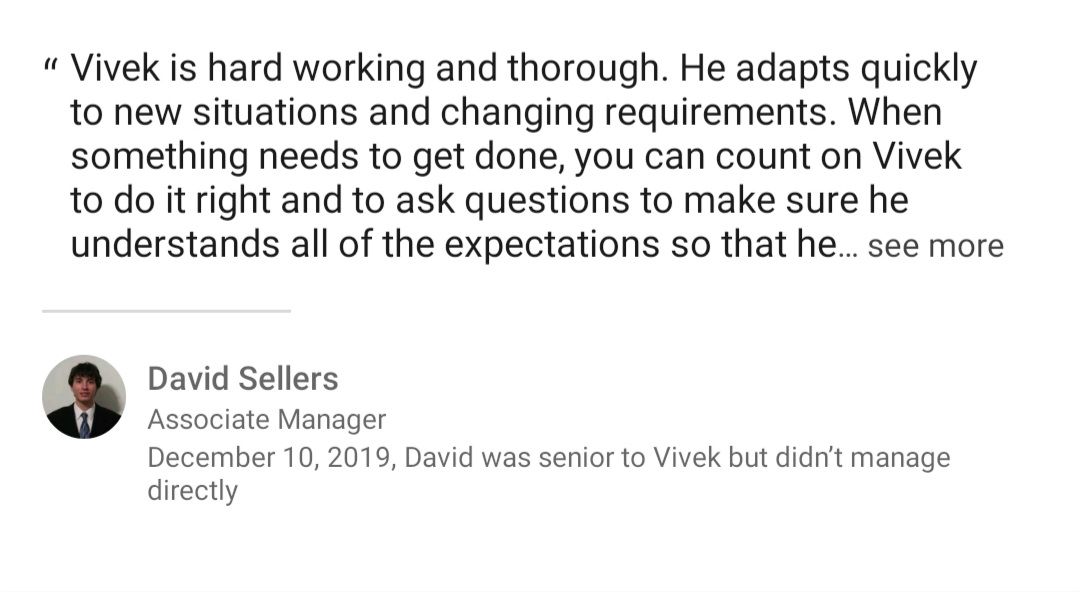 “ Vivek is hard working and thorough. He adapts quickly
to new situations and changing requirements. When
something needs to get done, you can count on Vivek
to do it right and to ask questions to make sure he
understands all of the expectations so that he... see more
David Sellers
Associate Manager
December 10, 2019, David was senior to Vivek but didn’t manage
directly